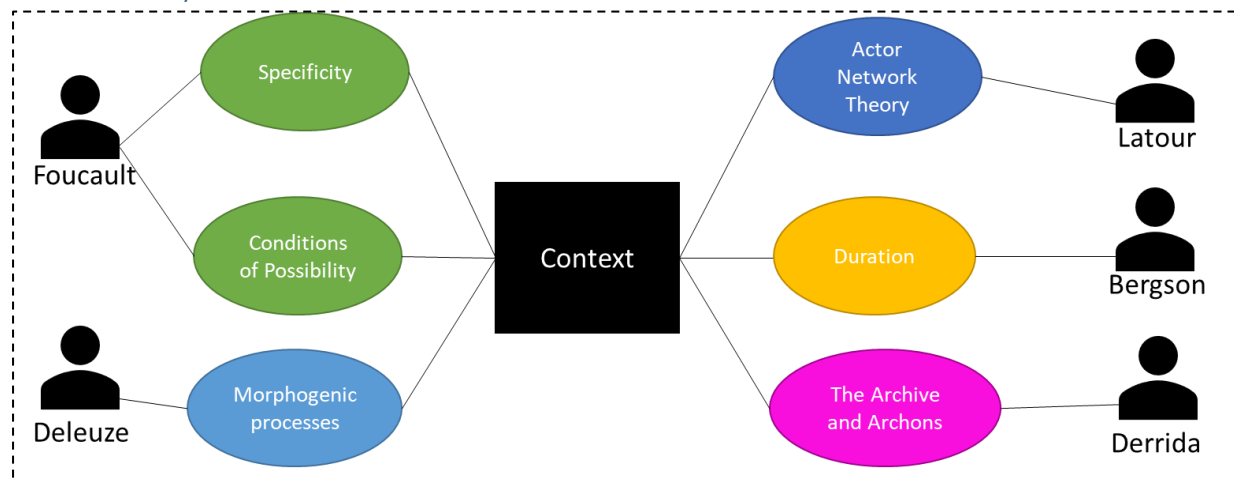 Specificity
Foucault
Conditions
of Possibility
Morphogenic
processes
Deleuze
Context
Actor
Network
Theory
Latour
Duration
Bergson
The Archive
and Archons
Derrida